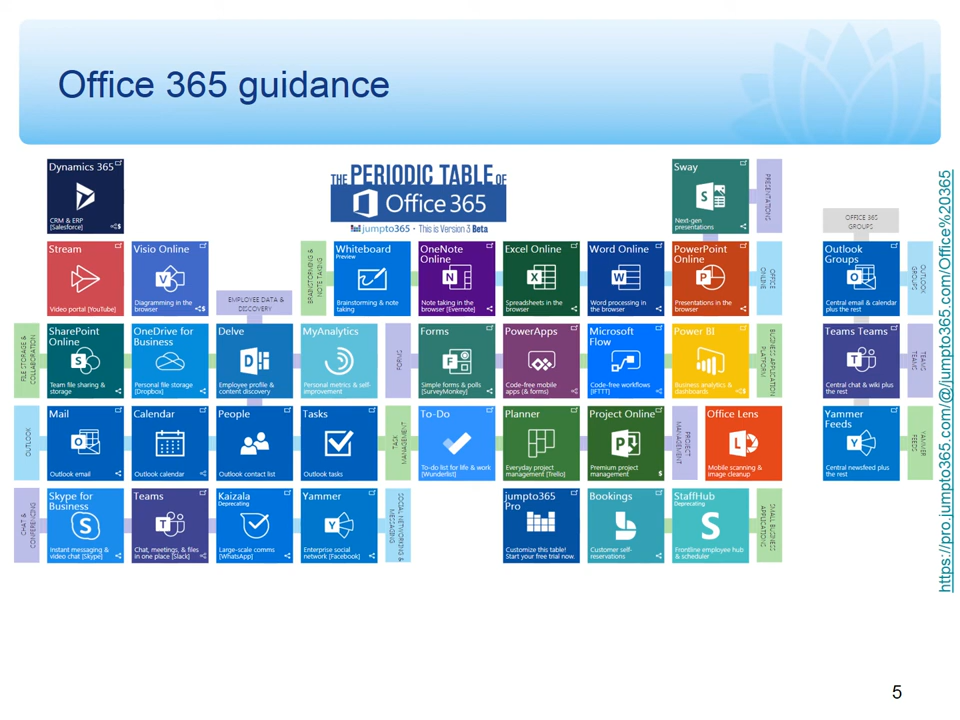 Office 365 guidance
Dynamics 365
CRM & ERP
[Salesforce]
$
THE PERIODIC TABLE OF
Office 365
jumpto365 · This is Version 3 Beta
Sway
Next-gen
presentations
PRESENTATIONS
OFFICE 365
GROUPS
Stream
Video portal [YouTube]
Visio Online
Diagramming in the
browser
$
EMPLOYEE DATA &
DISCOVERY
BRAINSTORMING &
NOTE TAKING
Whiteboard
Preview
Brainstorming & note
taking
OneNote
Online
Note taking in the
browser [Evernote]
Excel Online
Spreadsheets in the
browser
Word Online
Word processing in
the browser
PowerPoint
Online
Presentations in the
browser
OFFICE
ONLINE
Outlook
Groups
Central email & calendar
plus the rest
OUTLOOK
GROUPS
FILE STORAGE &
COLLABORATION
SharePoint
Online
Team file sharing &
storage
OneDrive for
Business
Personal file storage
[Dropbox]
Delve
Employee profile &
content discovery
MyAnalytics
Personal metrics & self-
improvement
FORMS
Forms
Simple forms & polls
[SurveyMonkey]
PowerApps
Code-free mobile
apps (& forms)
Microsoft
Flow
Code-free workflows
[IFTTT]
Power BI
Business analytics &
dashboards
$
BUSINESS APPLICATION
PLATFORM
Teams Teams
Central chat & wiki plus
the rest
TEAMS
TEAMS
OUTLOOK
Mail
Outlook email
Calendar
Outlook calendar
People
Outlook contact list
Tasks
Outlook tasks
TASK
MANAGEMENT
To-Do
To-do list for life & work
[Wunderlist]
Planner
Everyday project
management [Trello]
Project Online
Premium project
management
$
PROJECT
MANAGEMENT
Office Lens
Mobile scanning &
image cleanup
Yammer
Feeds
Central newsfeed plus
the rest
YAMMER
FEEDS
CHAT &
CONFERENCING
Skype for
Business
Instant messaging &
video chat [Skype]
Teams
Chat, meetings, & files
in one place [Slack]
Kaizala
Deprecating
Large-scale comms
[WhatsApp]
Yammer
Enterprise social
network [Facebook]
SOCIAL NETWORKING &
MESSAGING
jumpto365
Pro
Customize this table!
Start your free trial now.
Bookings
Customer self-
reservations
StaffHub
Deprecating
Frontline employee hub
& scheduler
SMALL BUSINESS
APPLICATIONS
https://pro.jumpto365.com/@/jumpto365.com/Office%20365
5